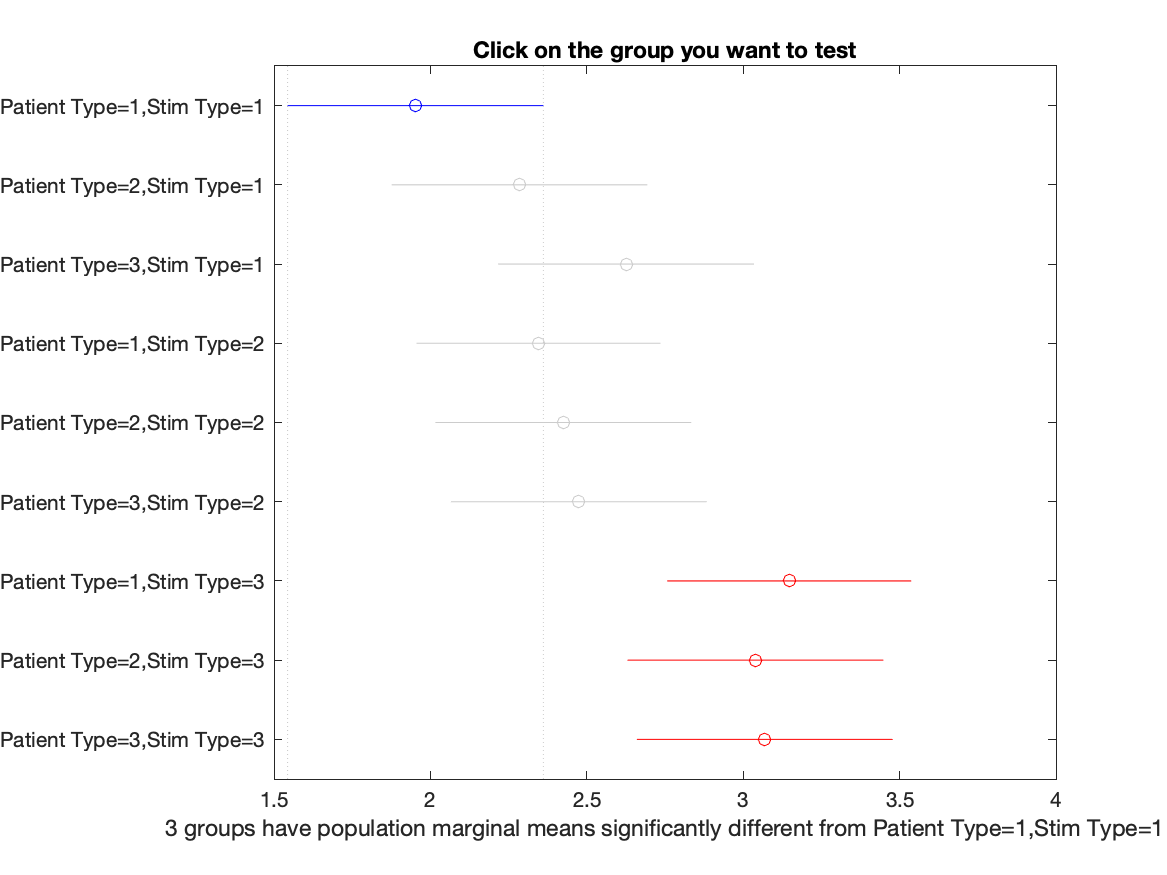 Click on the group you want to test
Patient Type=1,Stim Type=1
Patient Type=2,Stim Type=1
Patient Type=3,Stim Type=1
Patient Type=1,Stim Type=2
Patient Type=2,Stim Type=2
Patient Type=3,Stim Type=2
Patient Type=1,Stim Type=3
Patient Type=2,Stim Type=3
Patient Type=3,Stim Type=3
1.5 2 2.5 3 3.5 4
3 groups have population marginal means significantly different from Patient Type=1,Stim Type=1